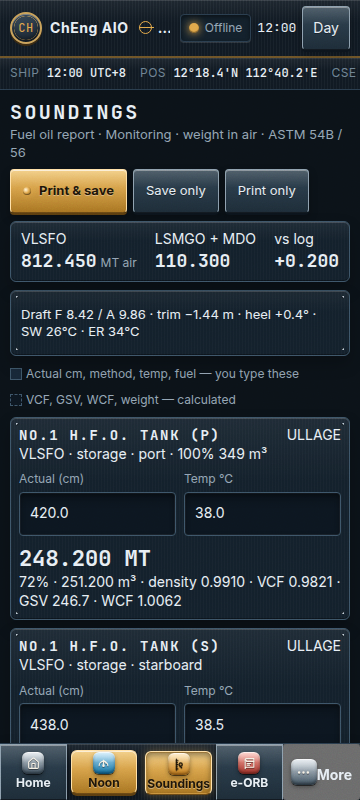 CH ChEng AIO ... Offline 12:00 Day
SHIP 12:00 UTC+8 POS 12°18.4'N 112°40.2'E CSE
SOUNDINGS
Fuel oil report · Monitoring · weight in air · ASTM 54B /
56
Print & save Save only Print only
VLSFO LSMGO + MDO vs log
812.450 MT air 110.300 +0.200
Draft F 8.42 / A 9.86 · trim −1.44 m · heel +0.4° ·
SW 26°C · ER 34°C
Actual cm, method, temp, fuel — you type these
VCF, GSV, WCF, weight — calculated
NO.1 H.F.O. TANK (P) ULLAGE
VLSFO · storage · port · 100% 349 m³
Actual (cm) Temp °C
420.0 38.0
248.200 MT
72% · 251.200 m³ · density 0.9910 · VCF 0.9821 ·
GSV 246.7 · WCF 1.0062
NO.1 H.F.O. TANK (S) ULLAGE
VLSFO · storage · starboard
Actual (cm) Temp °C
438.0 38.5
Home Noon Soundings e-ORB More